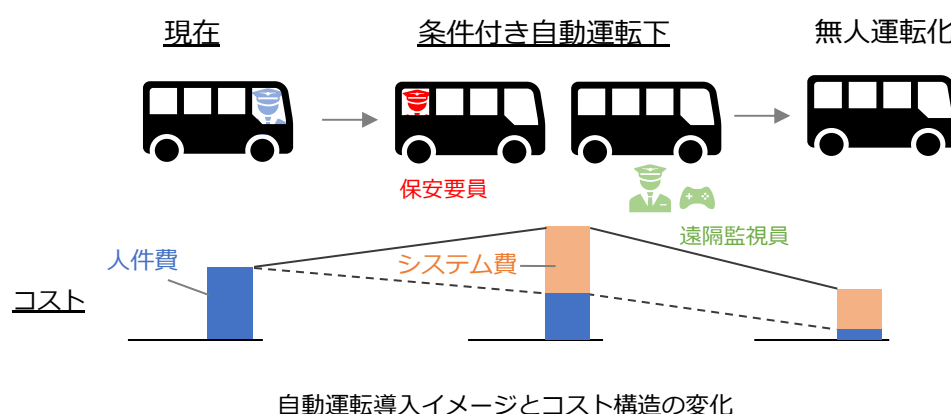 現在
条件付き自動運転下
無人運転化
保安要員
遠隔監視員
人件費
システム費
コスト
自動運転導入イメージとコスト構造の変化